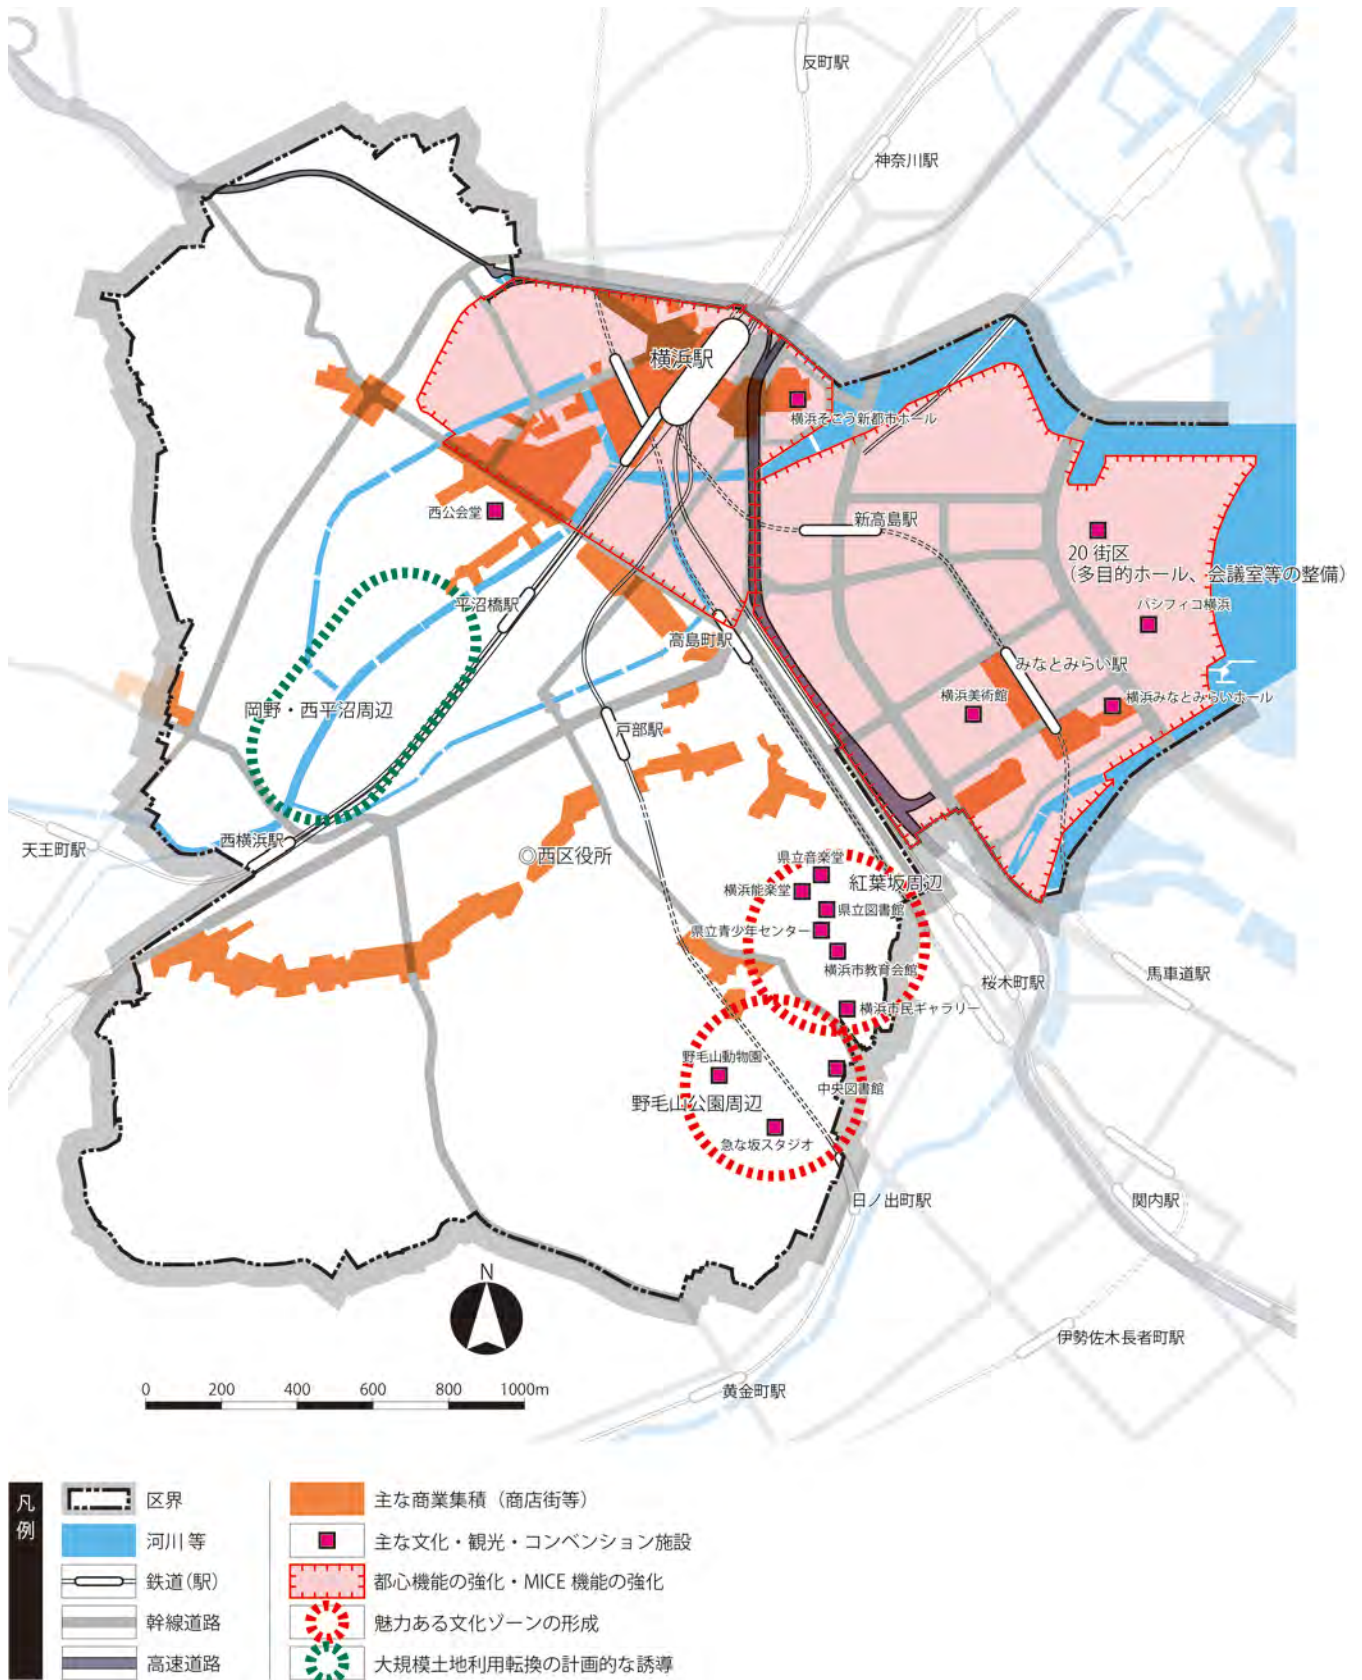 反町駅
神奈川駅
横浜駅
横浜そごう新都市ホール
西公会堂
新高島駅
20 街区
(多目的ホール、会議室等の整備)
パシフィコ横浜
平沼橋駅
高島町駅
みなとみらい駅
横浜美術館
横浜みなとみらいホール
岡野・西平沼周辺
戸部駅
西横浜駅
天王町駅
◎西区役所
県立音楽堂
紅葉坂周辺
横浜能楽堂
県立図書館
県立青少年センター
横浜市教育会館
桜木町駅
馬車道駅
横浜市民ギャラリー
野毛山動物園
中央図書館
野毛山公園周辺
急な坂スタジオ
日ノ出町駅
関内駅
N
伊勢佐木長者町駅
黄金町駅
0 200 400 600 800 1000m
凡例
区界
河川等
鉄道(駅)
幹線道路
高速道路
主な商業集積(商店街等)
主な文化・観光・コンベンション施設
都心機能の強化・MICE 機能の強化
魅力ある文化ゾーンの形成
大規模土地利用転換の計画的な誘導